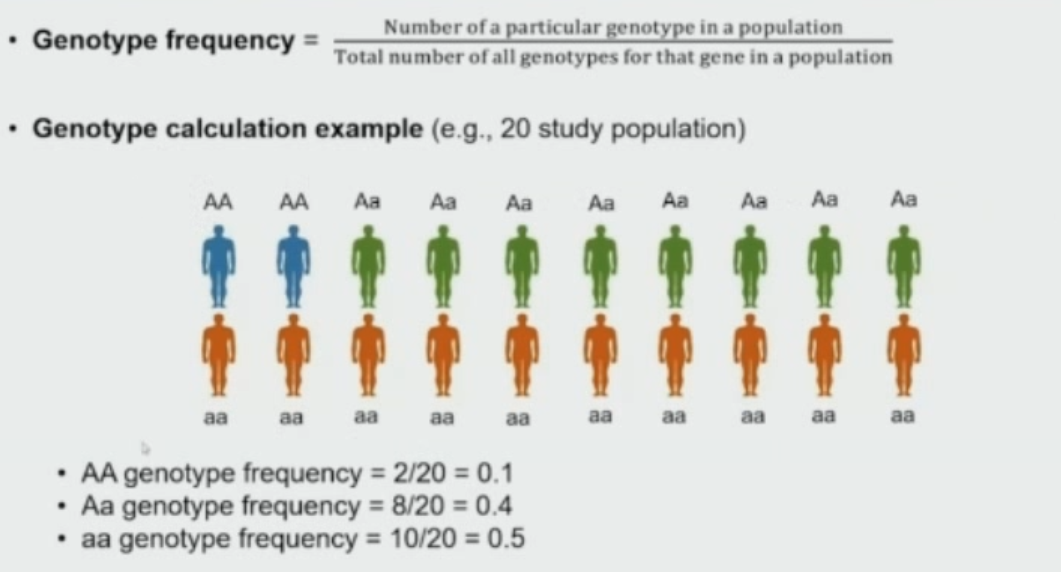 • Genotype frequency = Number of a particular genotype in a population
Total number of all genotypes for that gene in a population
• Genotype calculation example (e.g., 20 study population)
AA AA Aa Aa Aa Aa Aa Aa Aa Aa
aa aa aa aa aa aa aa aa aa aa
• AA genotype frequency = 2/20 = 0.1
• Aa genotype frequency = 8/20 = 0.4
• aa genotype frequency = 10/20 = 0.5